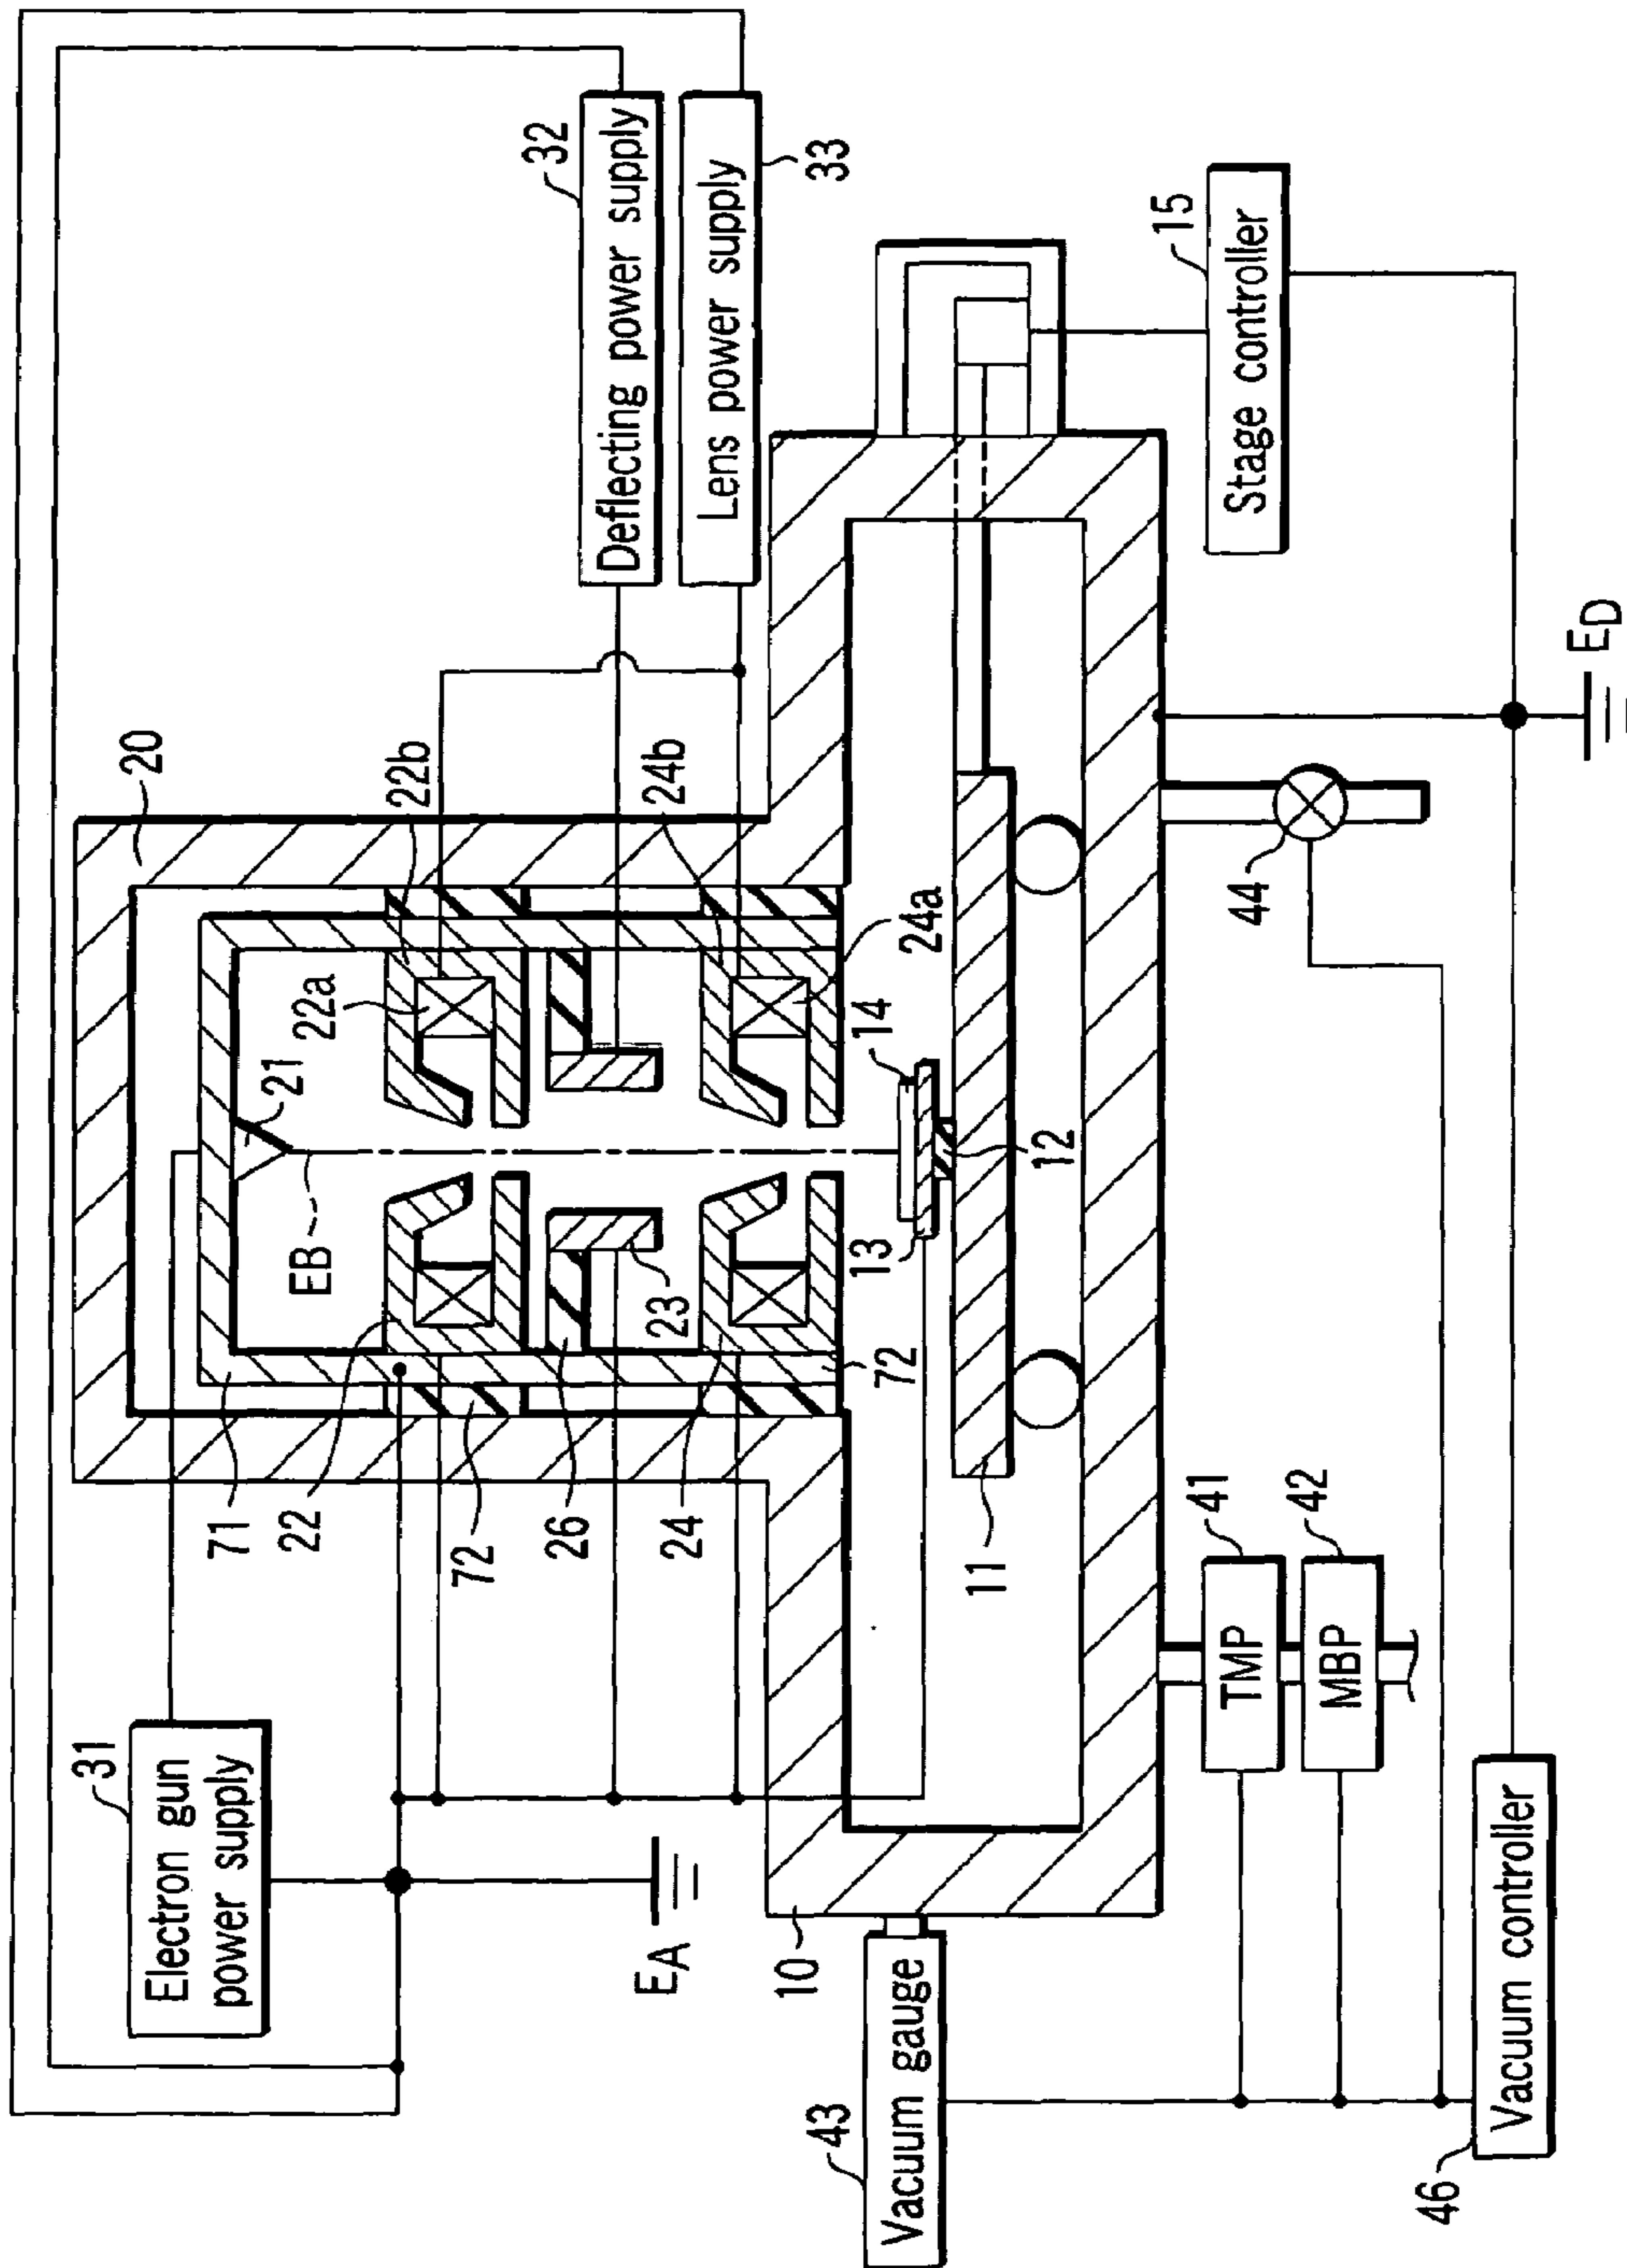 31
Electron gun
power supply
E_A
43
Vacuum gauge
10
46
Vacuum controller
71
22
72
26
24
EB
21
23
72
22a
22b
20
24b
24a
13
14
12
11
41
TMP
42
MBP
44
32
Deflecting power supply
Lens power supply
33
15
Stage controller
E_D